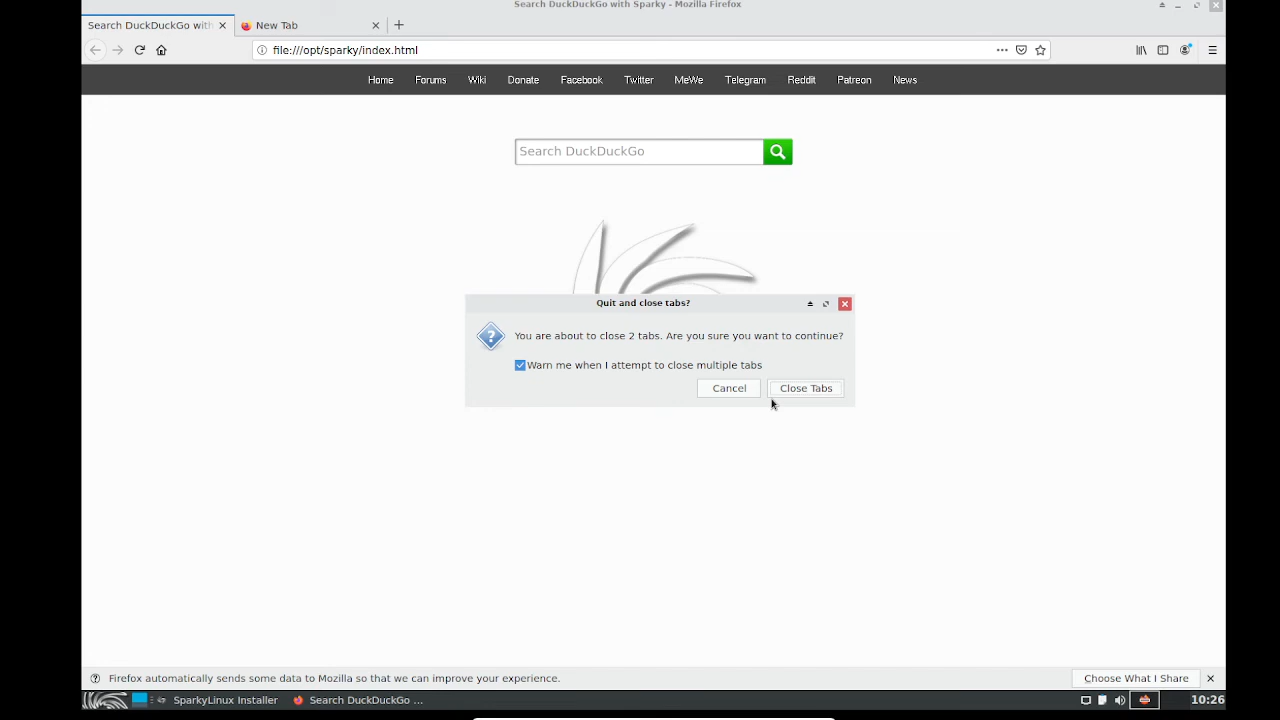 Search DuckDuckGo with Sparky - Mozilla Firefox
Search DuckDuckGo with
New Tab
file:///opt/sparky/index.html
Home Forums Wiki Donate Facebook Twitter MeWe Telegram Reddit Patreon News
Search DuckDuckGo
Quit and close tabs?
You are about to close 2 tabs. Are you sure you want to continue?
Warn me when I attempt to close multiple tabs
Cancel Close Tabs
Firefox automatically sends some data to Mozilla so that we can improve your experience.
Choose What I Share
SparkyLinux Installer
Search DuckDuckGo ...
10:26